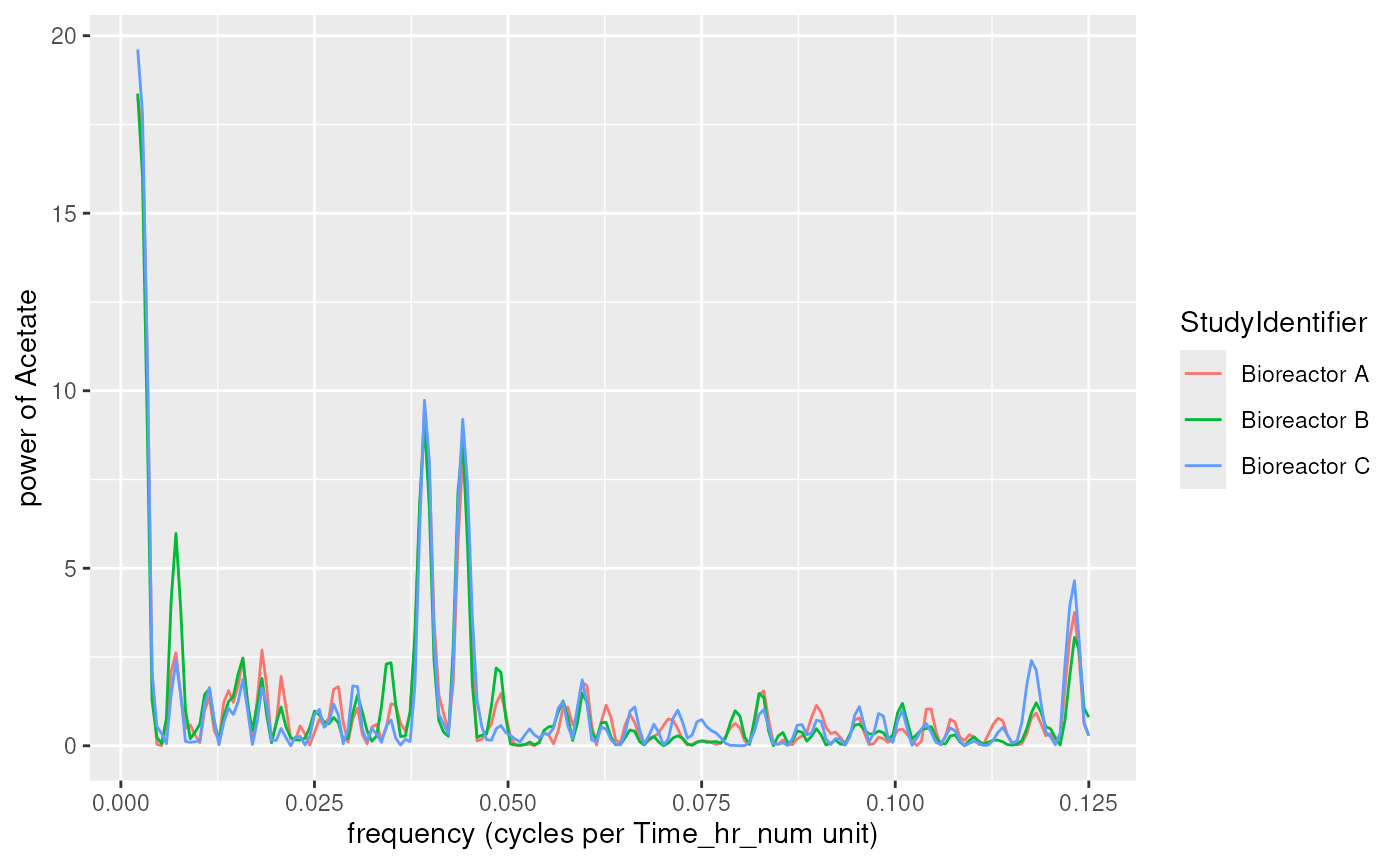 20
15
10
5
0
power of Acetate
0.000
0.025
0.050
0.075
0.100
0.125
frequency (cycles per Time_hr_num unit)
StudyIdentifier
Bioreactor A
Bioreactor B
Bioreactor C